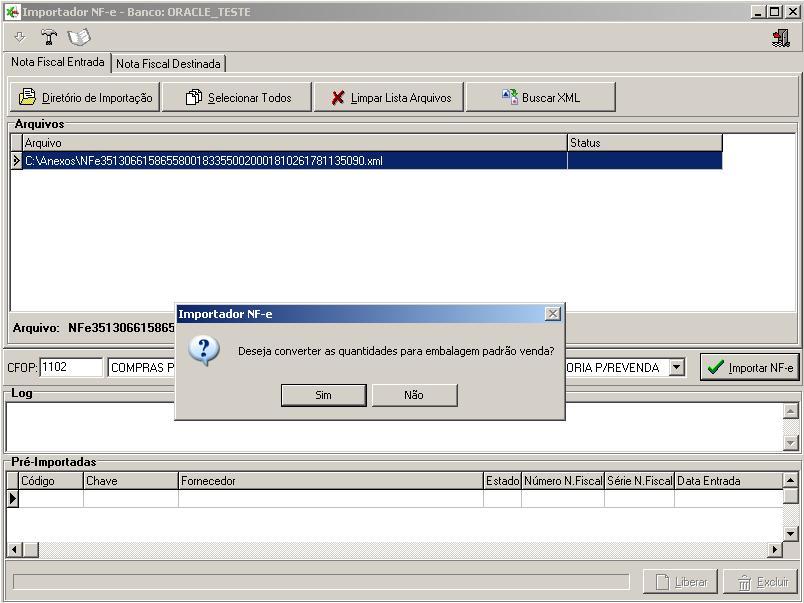 Importador NF-e - Banco: ORACLE_TESTE
Nota Fiscal Entrada Nota Fiscal Destinada
Diretório de Importação Selecionar Todos Limpar Lista Arquivos Buscar XML
Arquivos
Arquivo Status
C:\Anexos\NFe35130661586558001833550020001810261781135090.xml
Importador NF-e
Arquivo: NFe351306615865
Deseja converter as quantidades para embalagem padrão venda?
CFOP: 1102 COMPRAS P ORIA P/REVENDA Importar NF-e
Sim Não
Log
Pré-Importadas
Código Chave Fornecedor Estado Número N.Fiscal Série N.Fiscal Data Entrada
Liberar Excluir